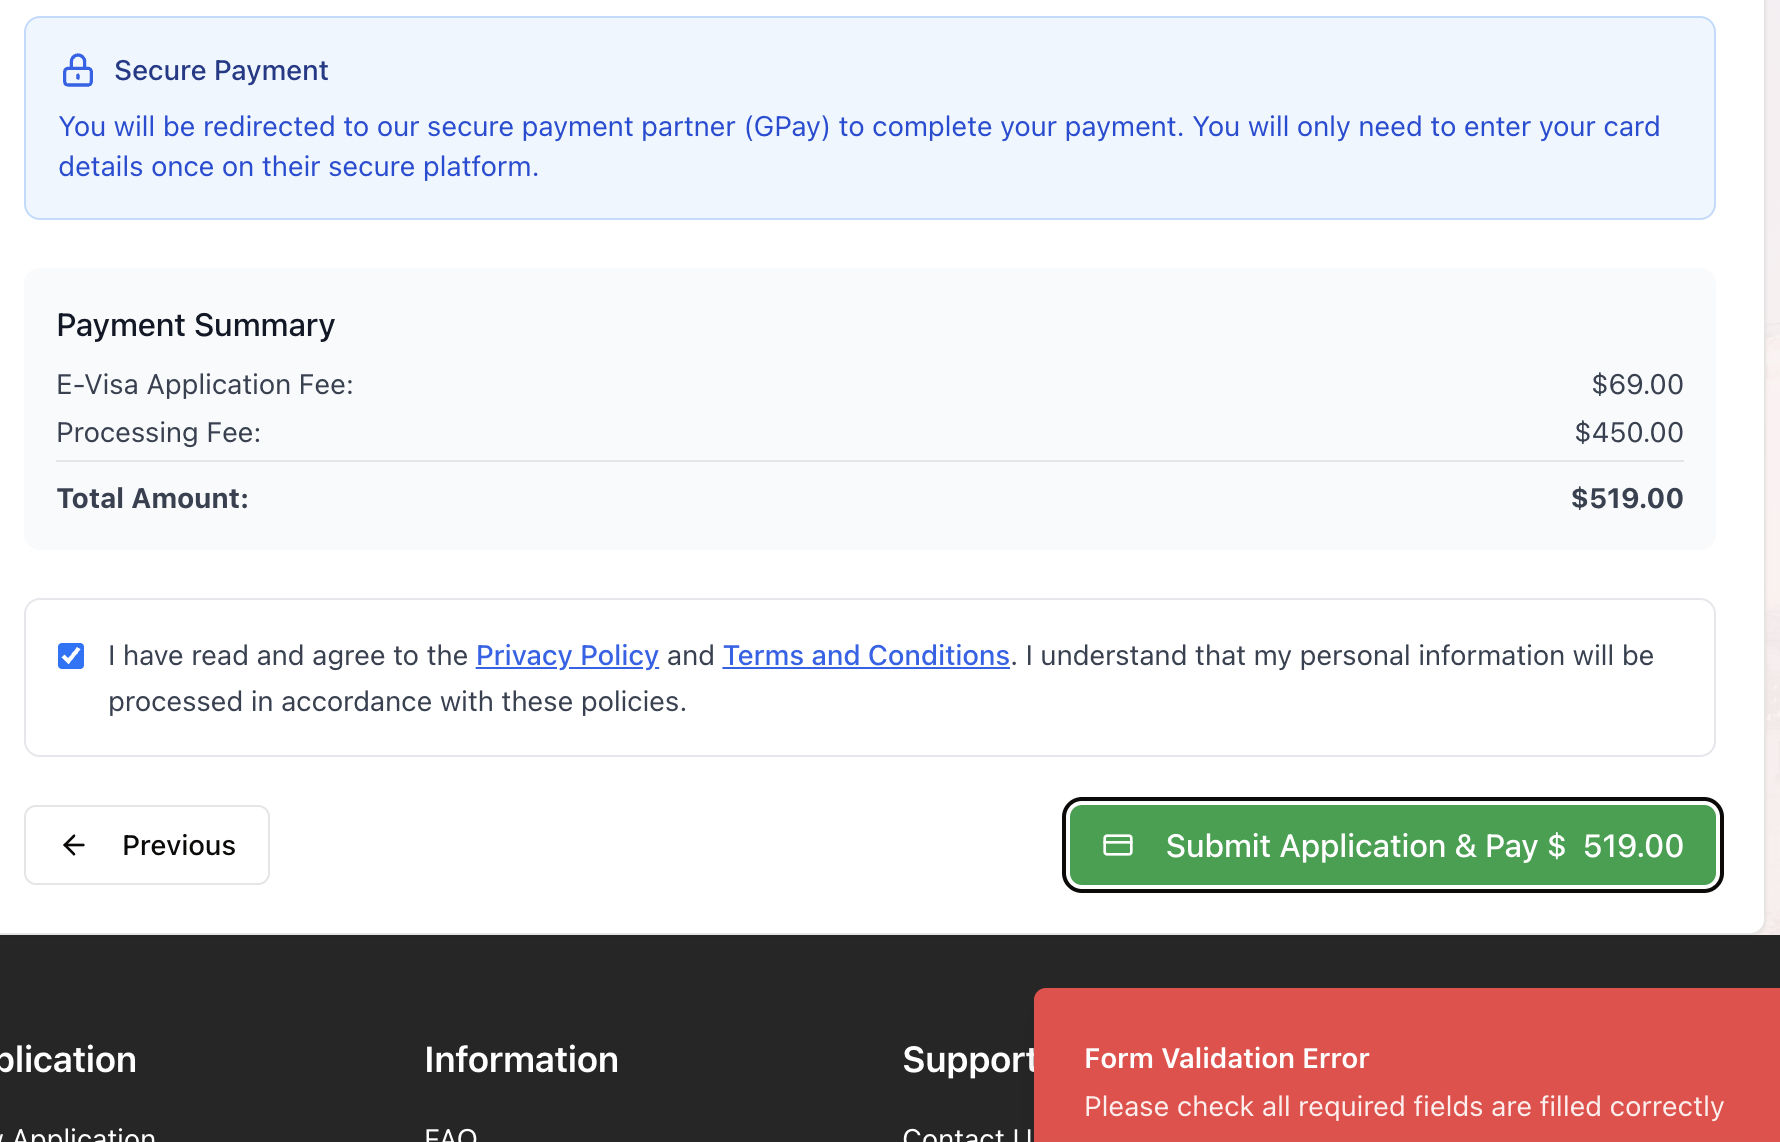 Secure Payment
You will be redirected to our secure payment partner (GPay) to complete your payment. You will only need to enter your card
details once on their secure platform.
Payment Summary
E-Visa Application Fee: $69.00
Processing Fee: $450.00
Total Amount: $519.00
I have read and agree to the Privacy Policy and Terms and Conditions. I understand that my personal information will be
processed in accordance with these policies.
Previous
Submit Application & Pay $ 519.00
plication
Information
Support
Form Validation Error
Please check all required fields are filled correctly
Application
FAQ
Contact U